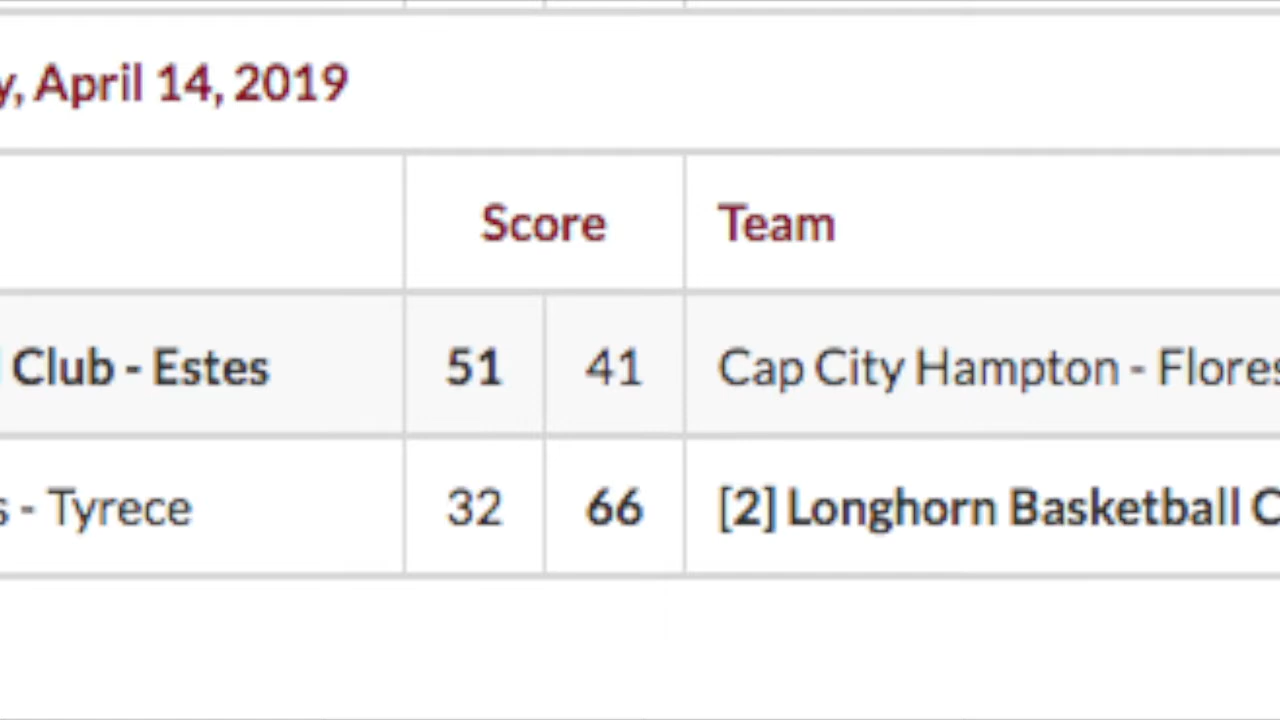 y, April 14, 2019
Score Team
Club - Estes 51 41 Cap City Hampton - Flores
s - Tyrece 32 66 [2] Longhorn Basketball C